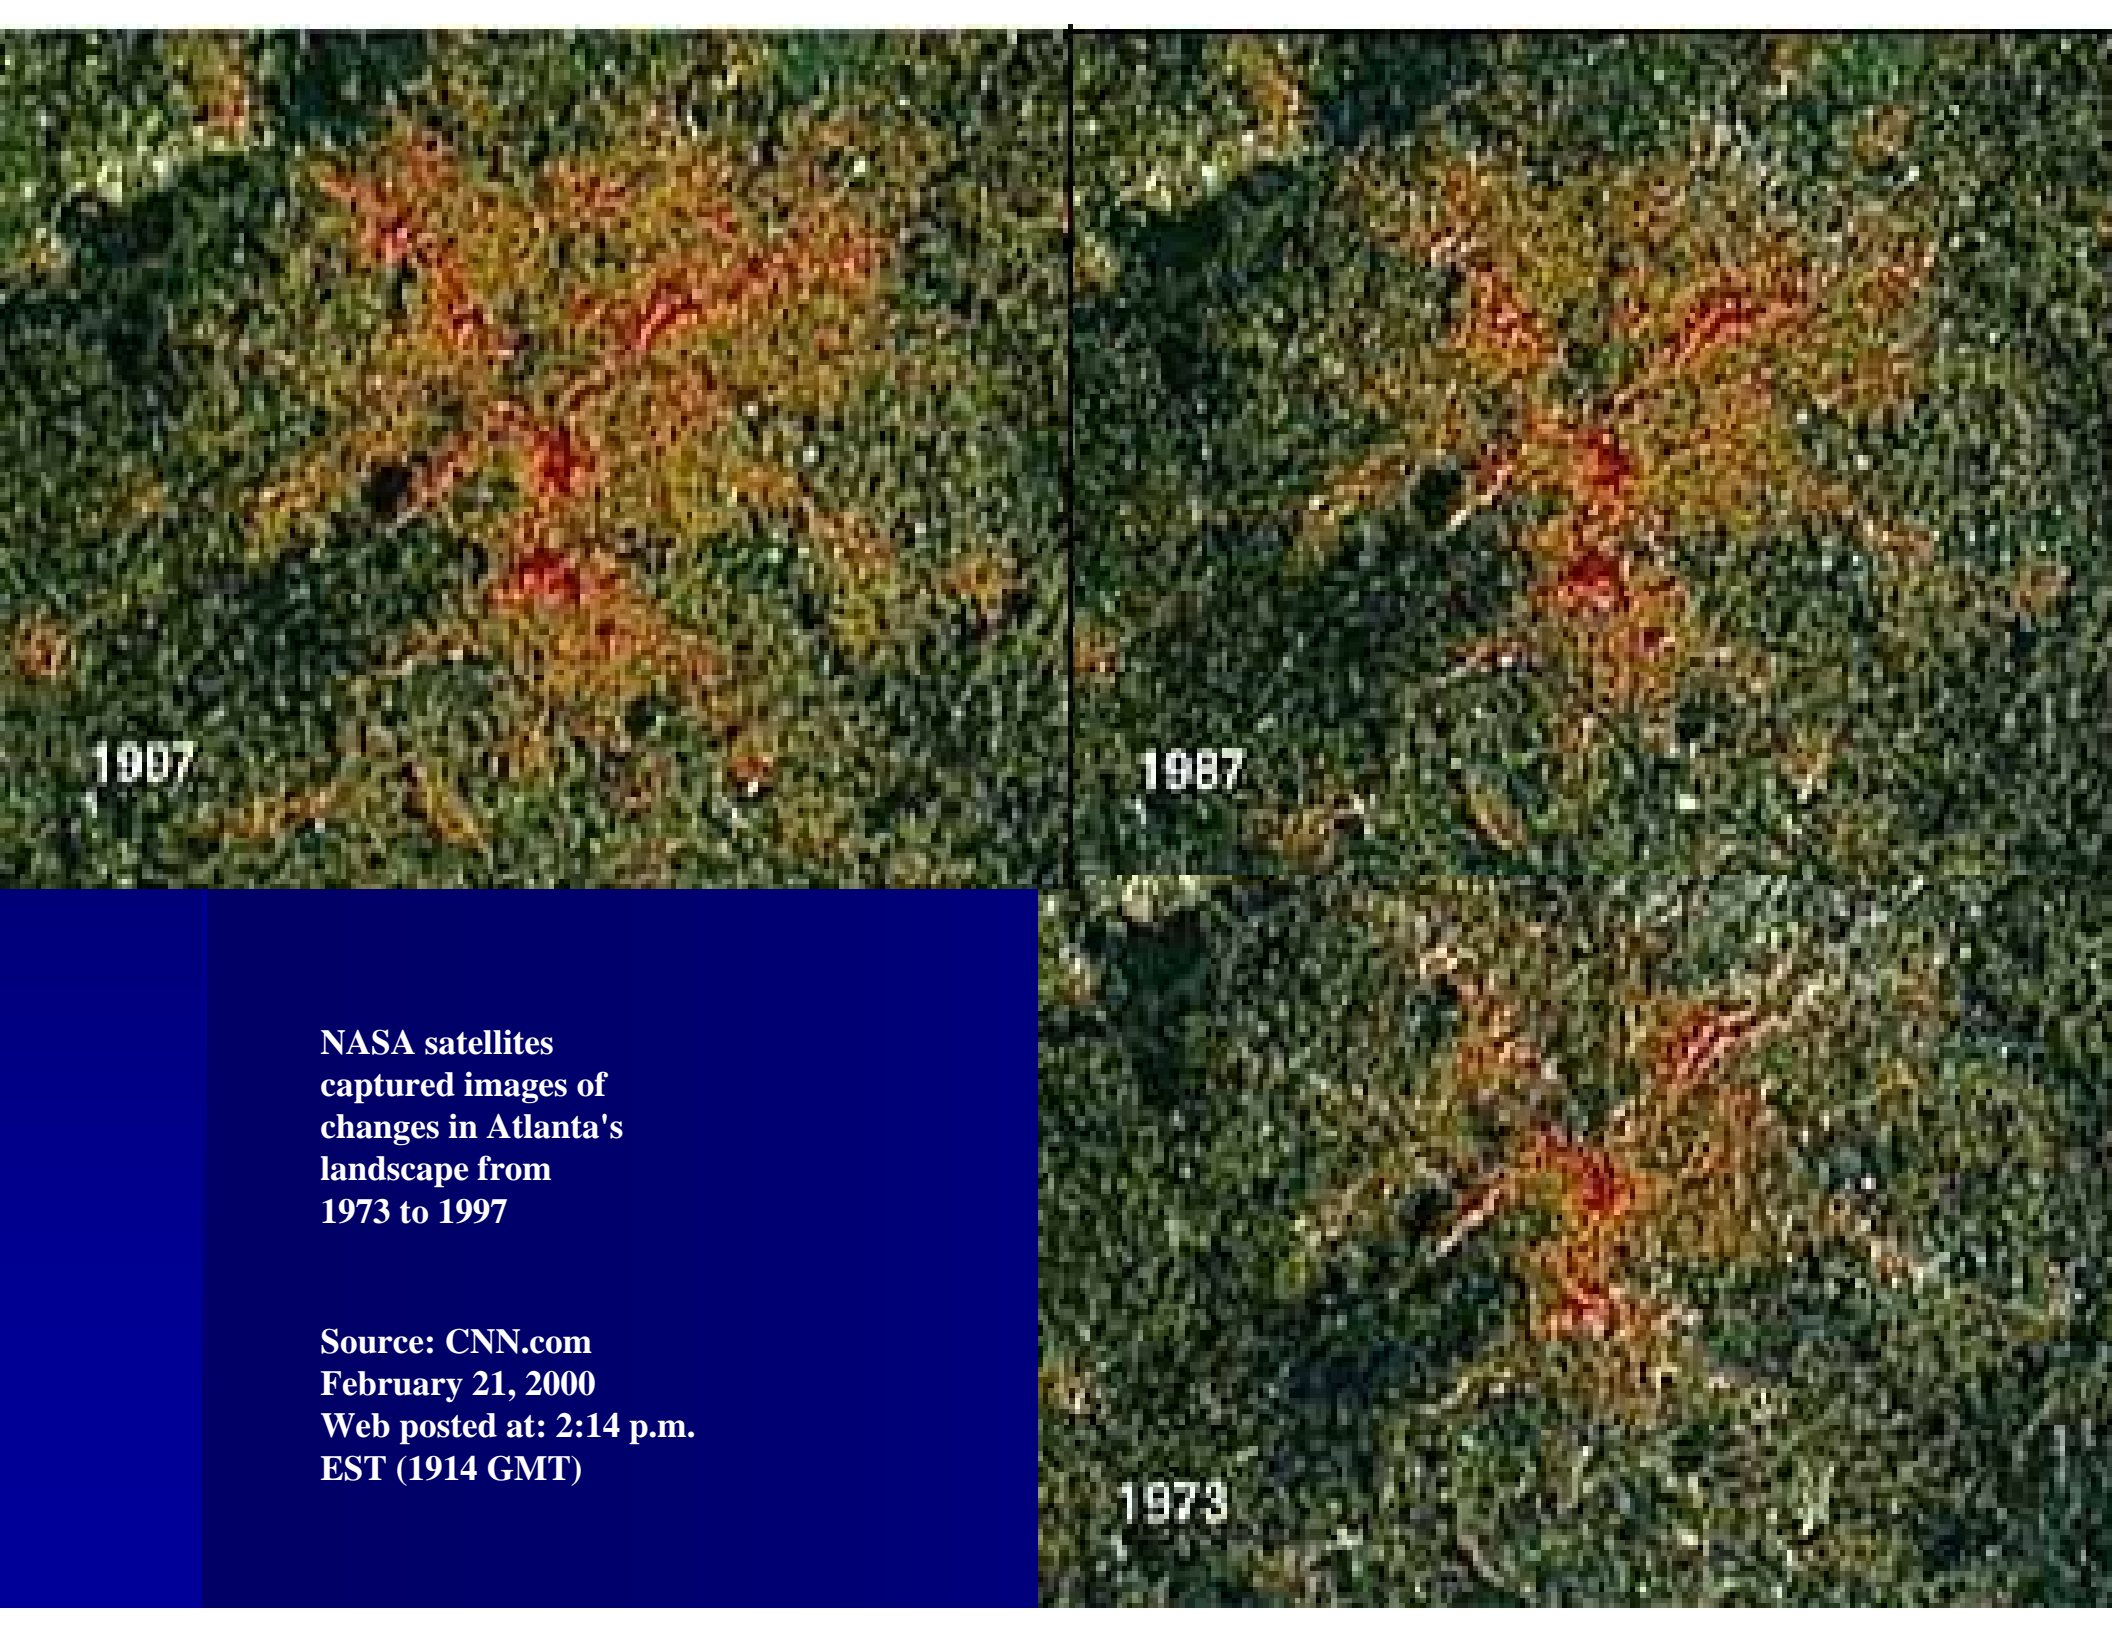 1997
1987
NASA satellites
captured images of
changes in Atlanta's
landscape from
1973 to 1997
Source: CNN.com
February 21, 2000
Web posted at: 2:14 p.m.
EST (1914 GMT)
1973